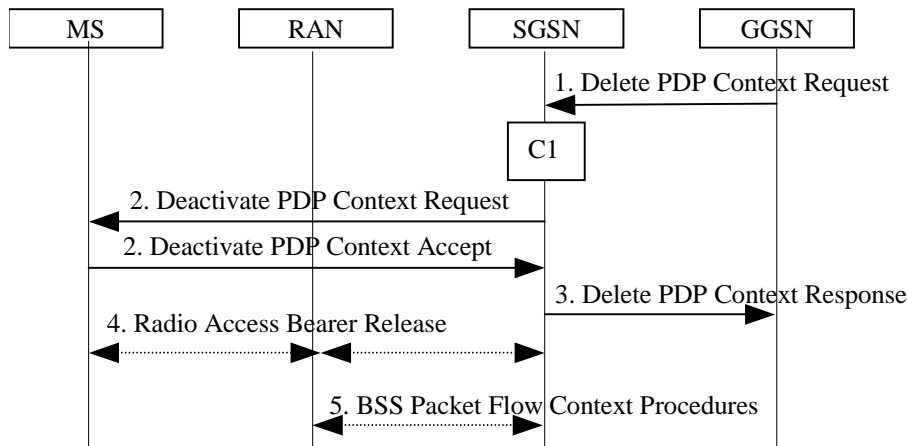 MS
RAN
SGSN
GGSN
1. Delete PDP Context Request
C1
2. Deactivate PDP Context Request
2. Deactivate PDP Context Accept
3. Delete PDP Context Response
4. Radio Access Bearer Release
5. BSS Packet Flow Context Procedures